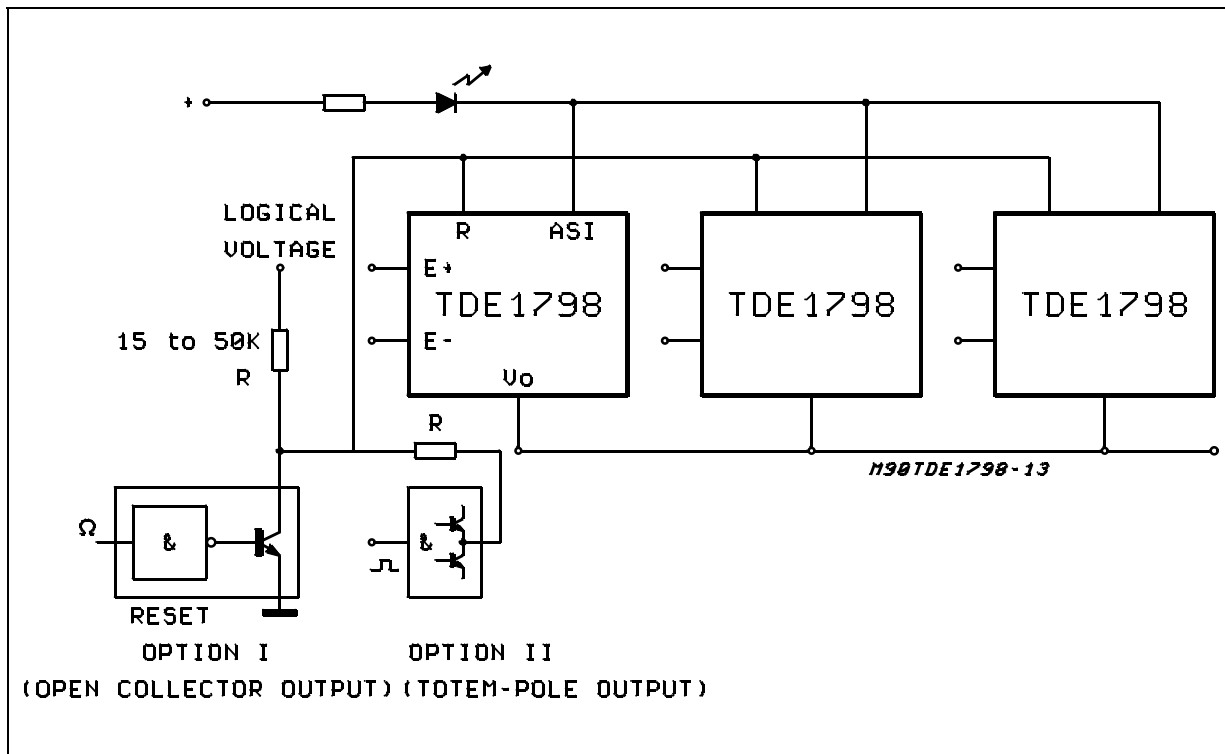 +
LOGICAL
VOLTAGE
R ASI
E+
TDE1798
E-
Vo
TDE1798
TDE1798
15 to 50K
R
R
M90TDE1798-13
Ω
&
&
RESET
OPTION I
(OPEN COLLECTOR OUTPUT)
OPTION II
(TOTEM-POLE OUTPUT)